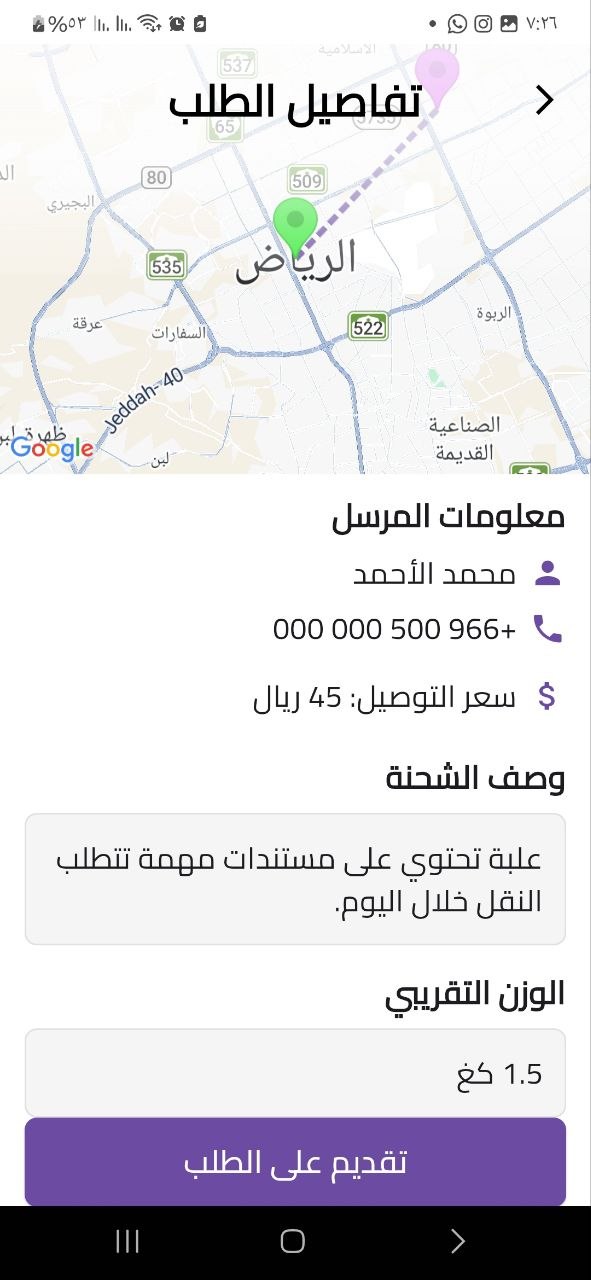 ٧:٢٦
%٥٣
تفاصيل الطلب
الإسلامية
537
65
80
509
البجيري
535
الرياض
522
عرقة
السفارات
الربوة
Jeddah- 40
الصناعية
القديمة
لبن
Google
معلومات المرسل
محمد الأحمد
+966 500 000 000
سعر التوصيل: 45 ريال
وصف الشحنة
علبة تحتوي على مستندات مهمة تتطلب
النقل خلال اليوم.
الوزن التقريبي
1.5 كغ
تقديم على الطلب